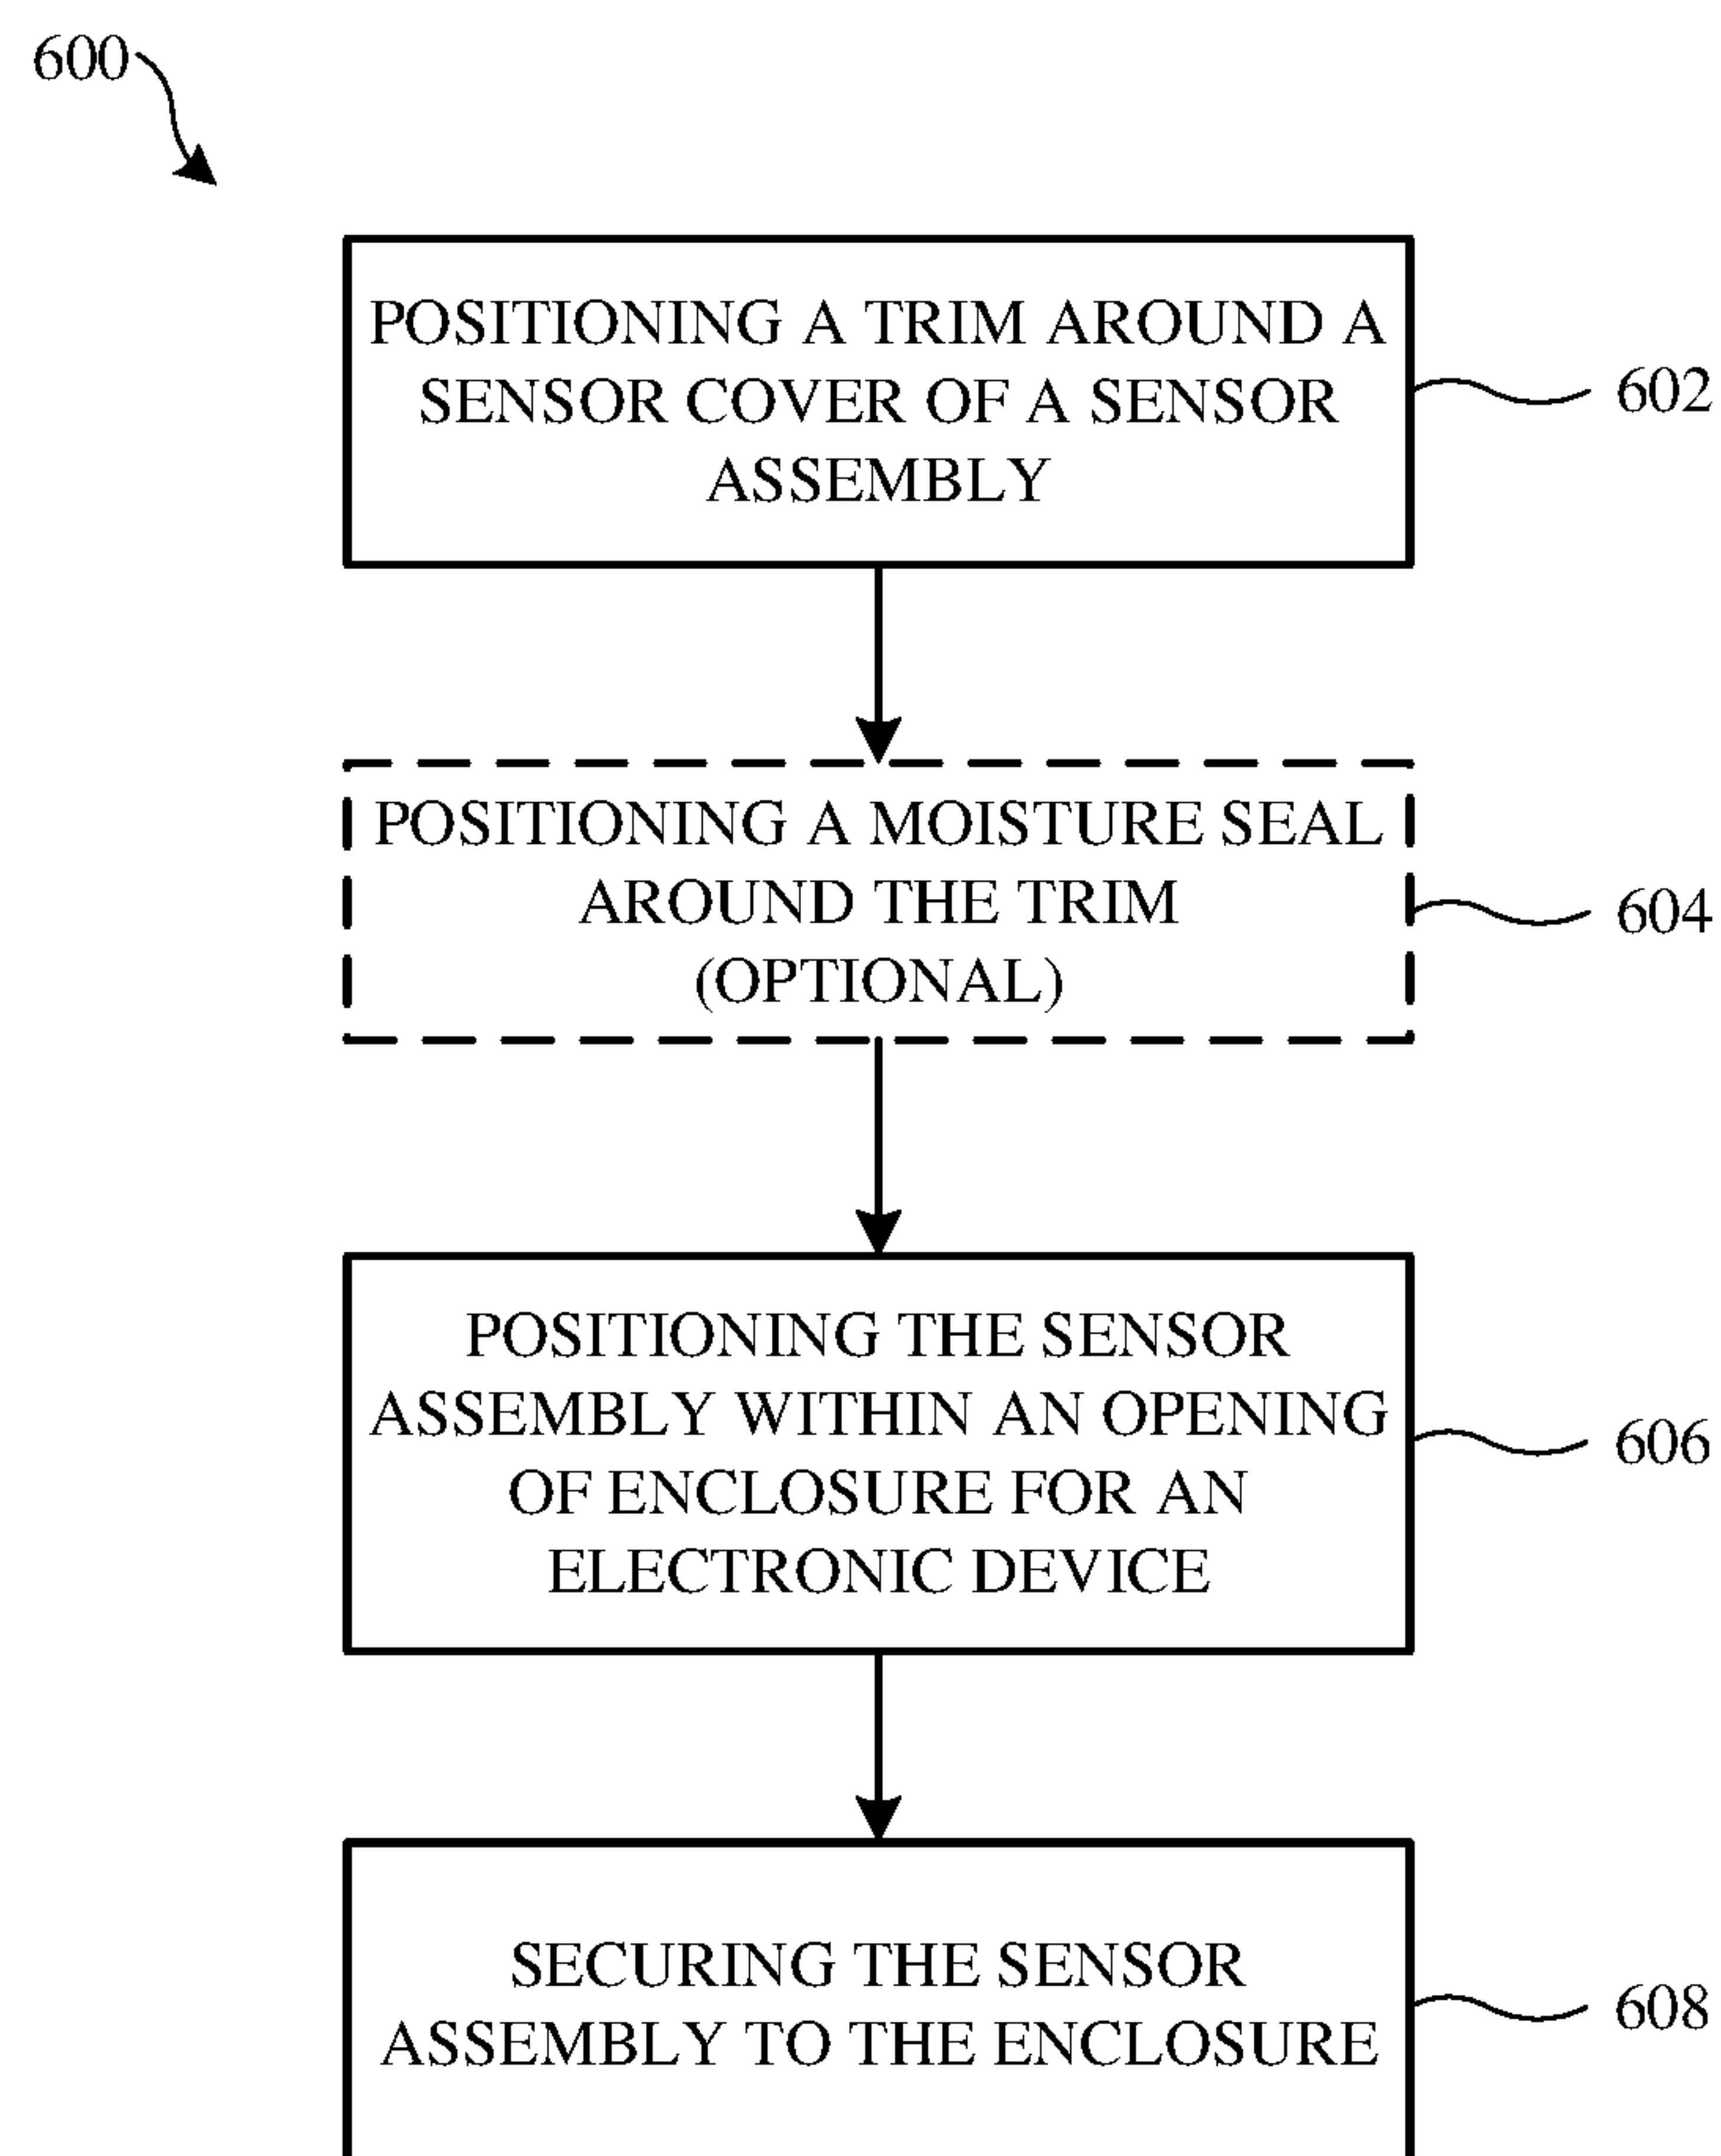 600
POSITIONING A TRIM AROUND A
SENSOR COVER OF A SENSOR
ASSEMBLY
602
POSITIONING A MOISTURE SEAL
AROUND THE TRIM
(OPTIONAL)
604
POSITIONING THE SENSOR
ASSEMBLY WITHIN AN OPENING
OF ENCLOSURE FOR AN
ELECTRONIC DEVICE
606
SECURING THE SENSOR
ASSEMBLY TO THE ENCLOSURE
608